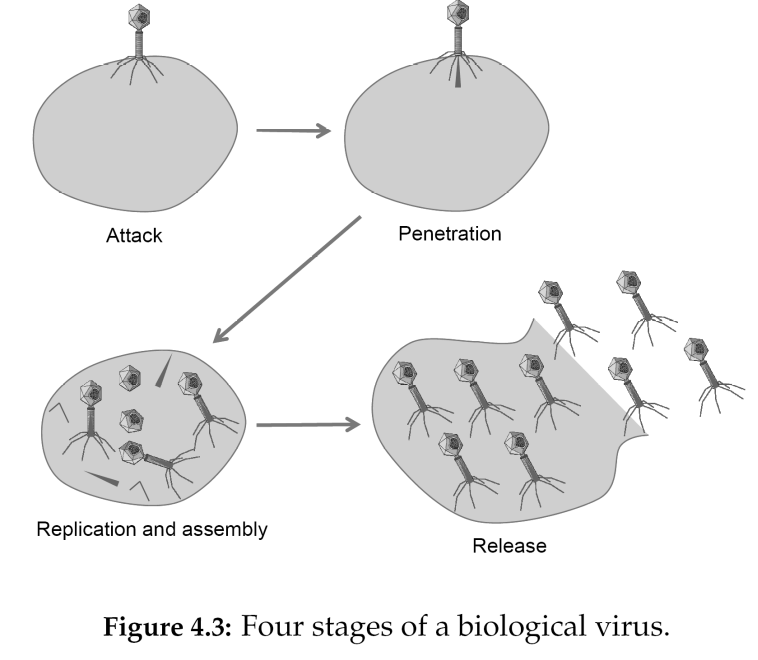 Attack
Penetration
Replication and assembly
Release
Figure 4.3: Four stages of a biological virus.